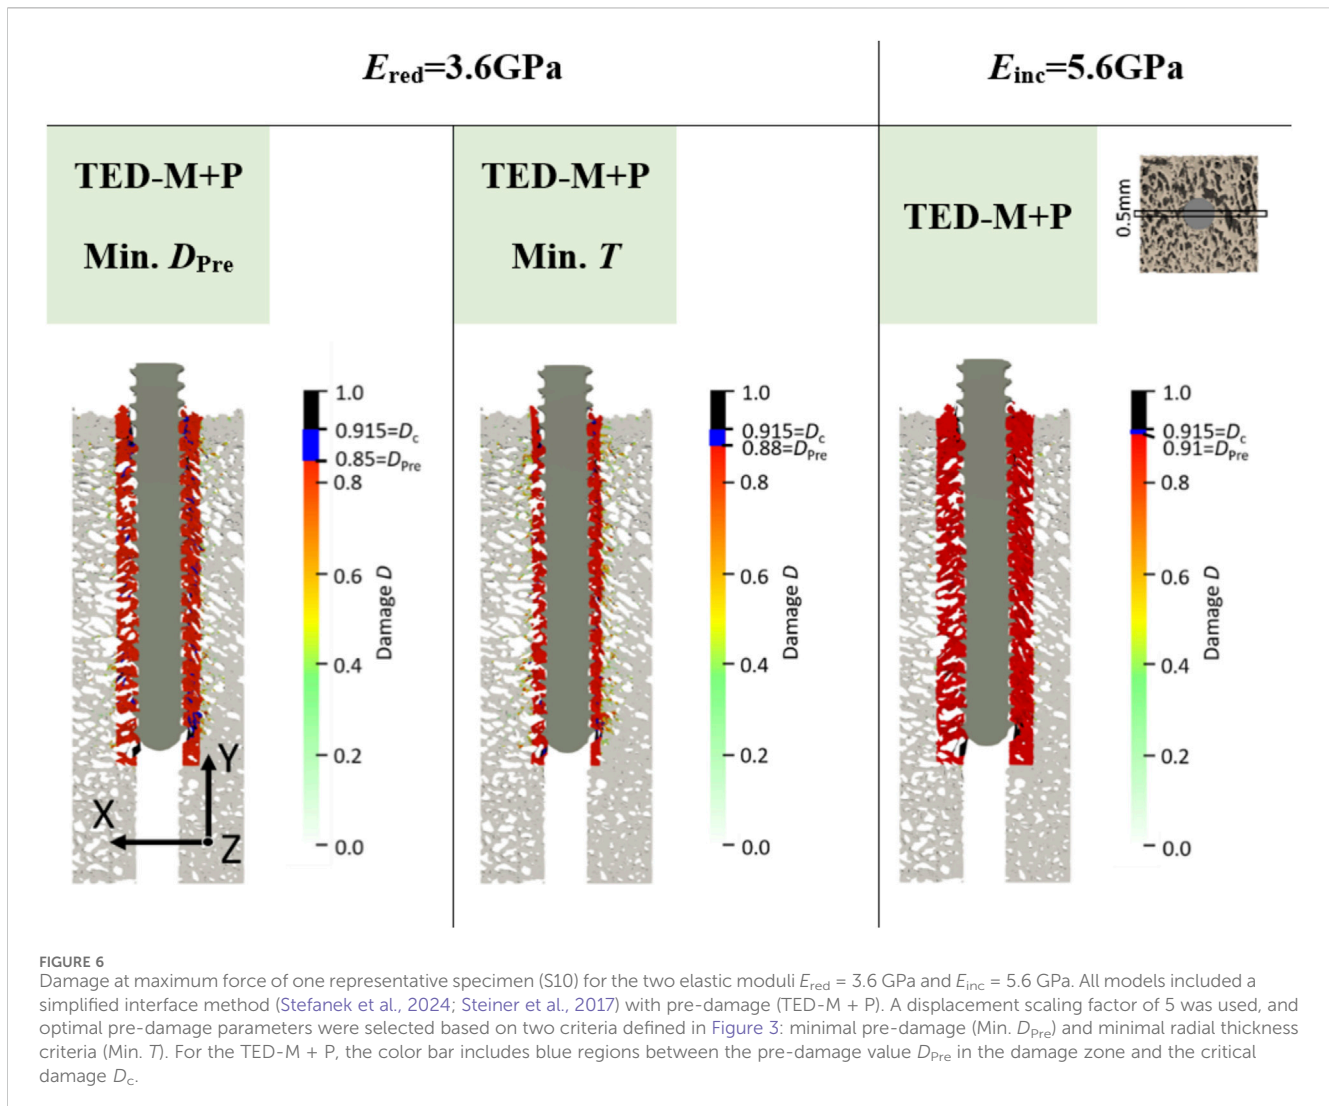 E_red=3.6GPa
E_inc=5.6GPa
TED-M+P
Min. D_Pre
TED-M+P
Min. T
TED-M+P
0.5mm
1.0
0.915=D_c
0.85=D_Pre
0.8
0.6
0.4
0.2
0.0
Damage D
Y
X
Z
1.0
0.915=D_c
0.88=D_Pre
0.8
0.6
0.4
0.2
0.0
Damage D
1.0
0.915=D_c
0.91=D_Pre
0.8
0.6
0.4
0.2
0.0
Damage D
FIGURE 6
Damage at maximum force of one representative specimen (S10) for the two elastic moduli E_red = 3.6 GPa and E_inc = 5.6 GPa. All models included a
simplified interface method (Stefanek et al., 2024; Steiner et al., 2017) with pre-damage (TED-M + P). A displacement scaling factor of 5 was used, and
optimal pre-damage parameters were selected based on two criteria defined in Figure 3: minimal pre-damage (Min. D_Pre) and minimal radial thickness
criteria (Min. T). For the TED-M + P, the color bar includes blue regions between the pre-damage value D_Pre in the damage zone and the critical
damage D_c.